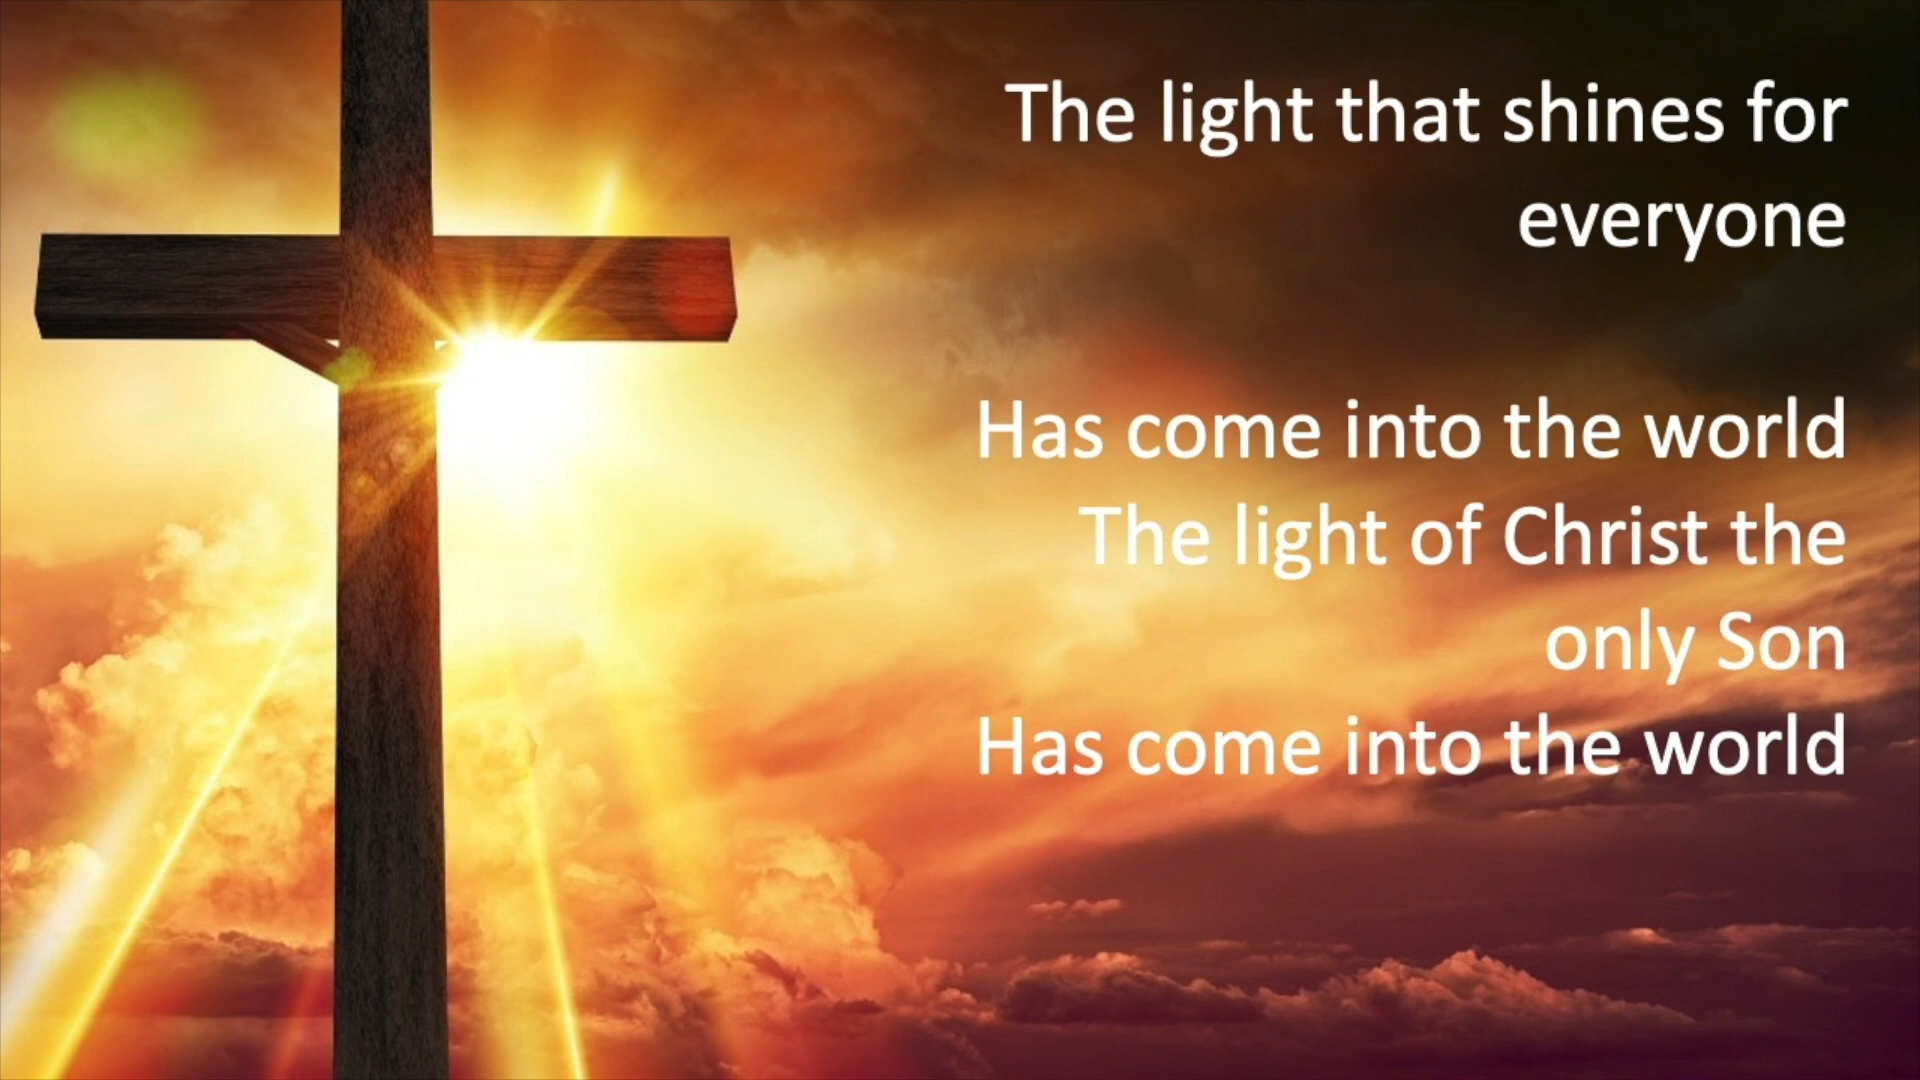 The light that shines for
everyone
Has come into the world
The light of Christ the
only Son
Has come into the world